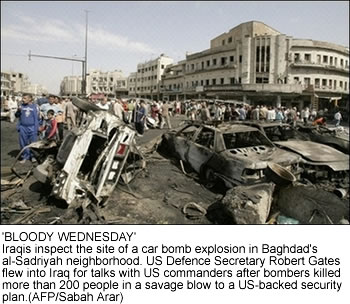 'BLOODY WEDNESDAY'
Iraqis inspect the site of a car bomb explosion in Baghdad's
al-Sadriyah neighborhood. US Defence Secretary Robert Gates
flew into Iraq for talks with US commanders after bombers killed
more than 200 people in a savage blow to a US-backed security
plan.(AFP/Sabah Arar)